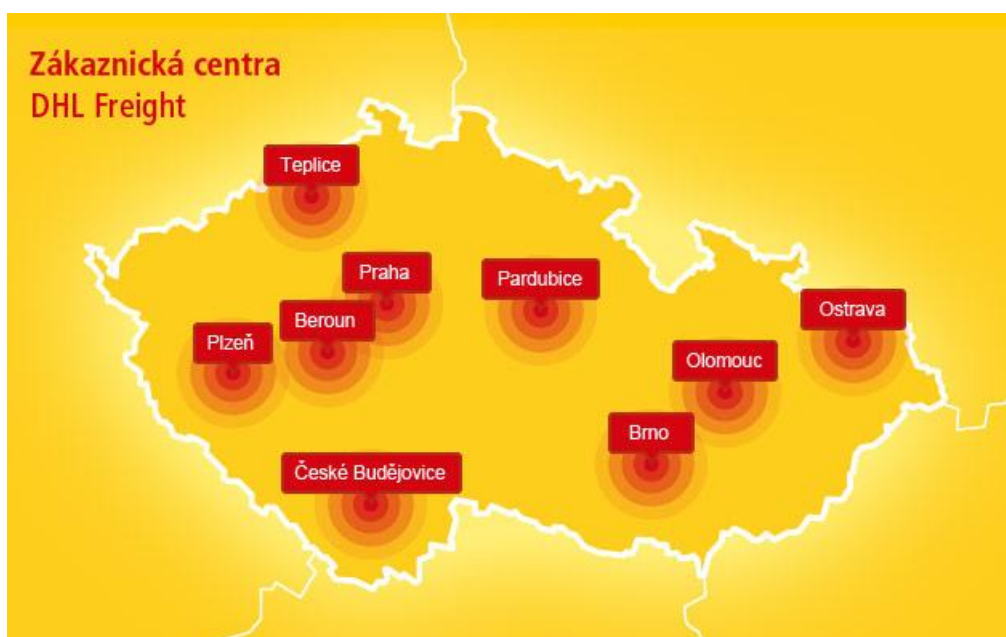 Zákaznická centra
DHL Freight
Teplice
Praha
Pardubice
Beroun
Ostrava
Plzeň
Olomouc
Brno
České Budějovice